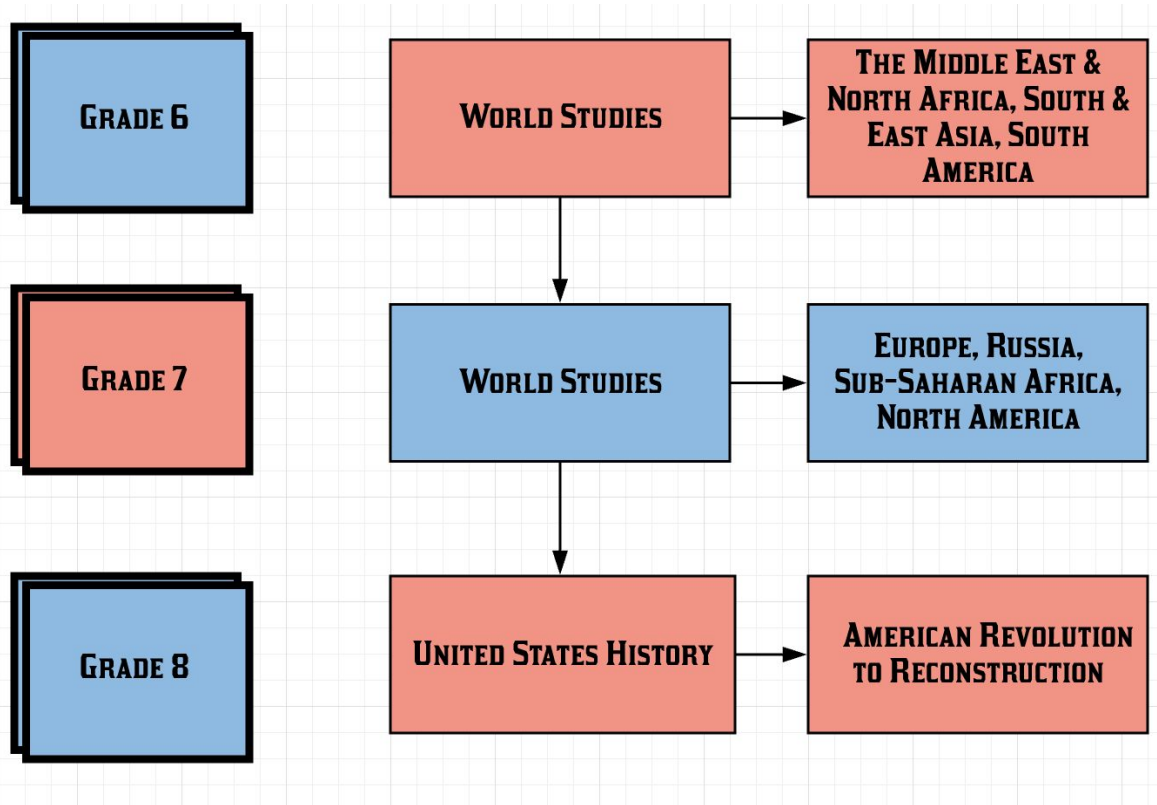 GRADE 6
WORLD STUDIES
THE MIDDLE EAST &
NORTH AFRICA, SOUTH &
EAST ASIA, SOUTH
AMERICA
GRADE 7
WORLD STUDIES
EUROPE, RUSSIA,
SUB-SAHARAN AFRICA,
NORTH AMERICA
GRADE 8
UNITED STATES HISTORY
AMERICAN REVOLUTION
TO RECONSTRUCTION